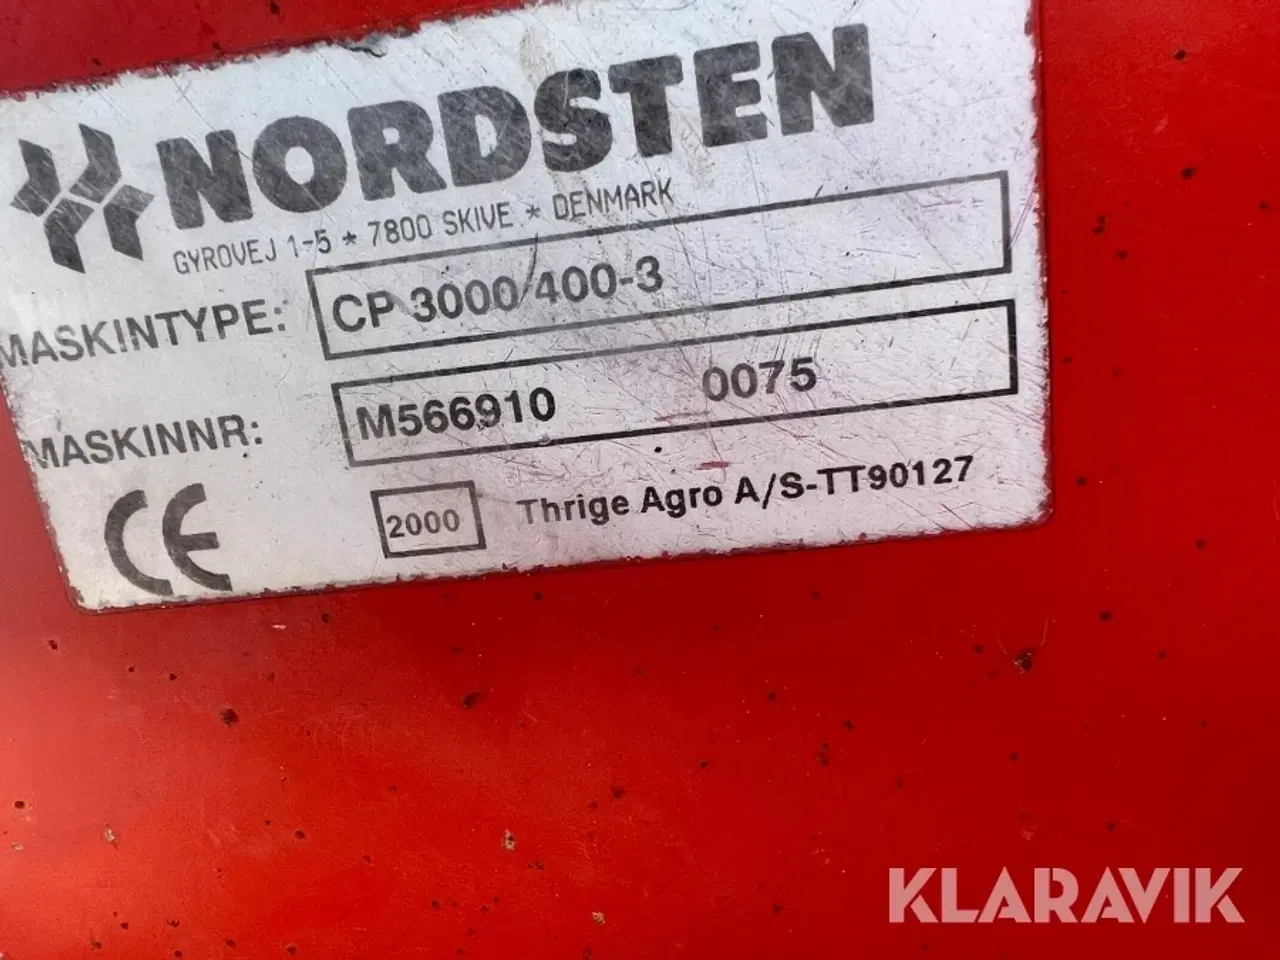 NORDSTEN
GYROVEJ 1-5 * 7800 SKIVE * DENMARK
MASKINTYPE: CP 3000/400-3
MASKINNR: M566910 0075
CE 2000 Thrige Agro A/S-TT90127
KLARAVIK